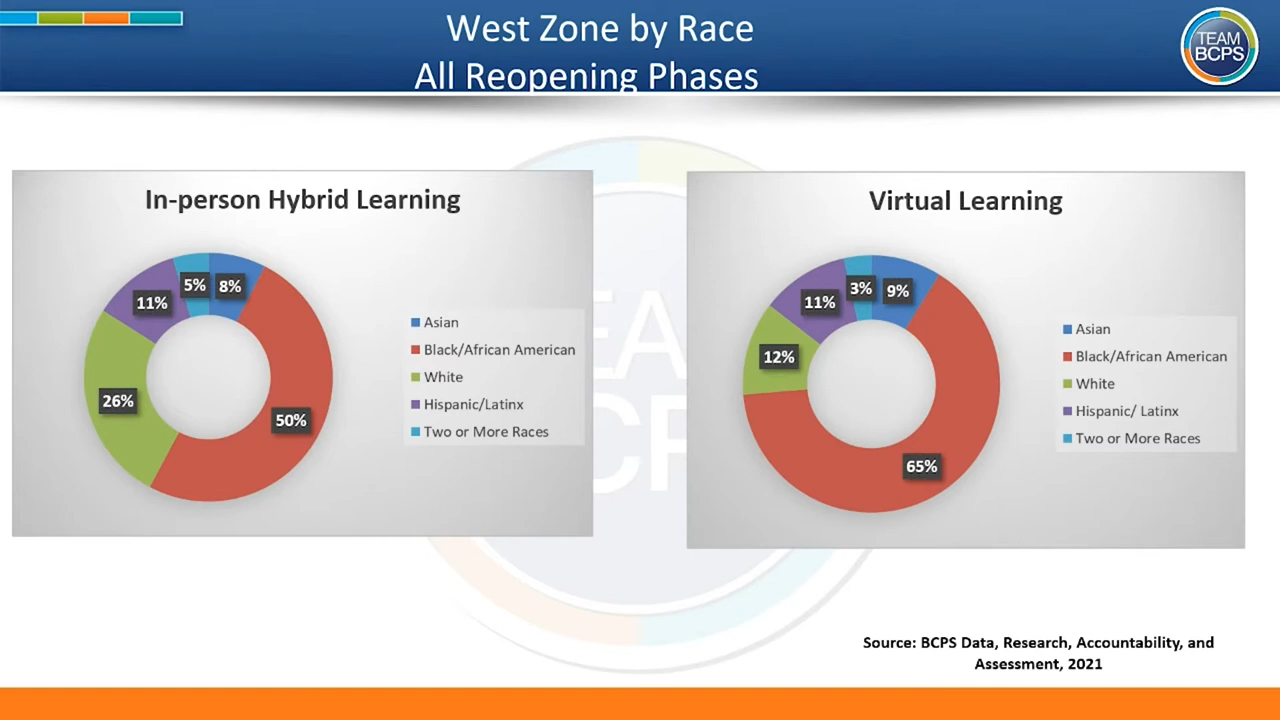 West Zone by Race
All Reopening Phases
TEAM
BCPS
In-person Hybrid Learning
5%
8%
11%
26%
50%
Asian
Black/African American
White
Hispanic/Latinx
Two or More Races
Virtual Learning
3%
9%
11%
12%
65%
Asian
Black/African American
White
Hispanic/ Latinx
Two or More Races
EA
CP
Source: BCPS Data, Research, Accountability, and
Assessment, 2021